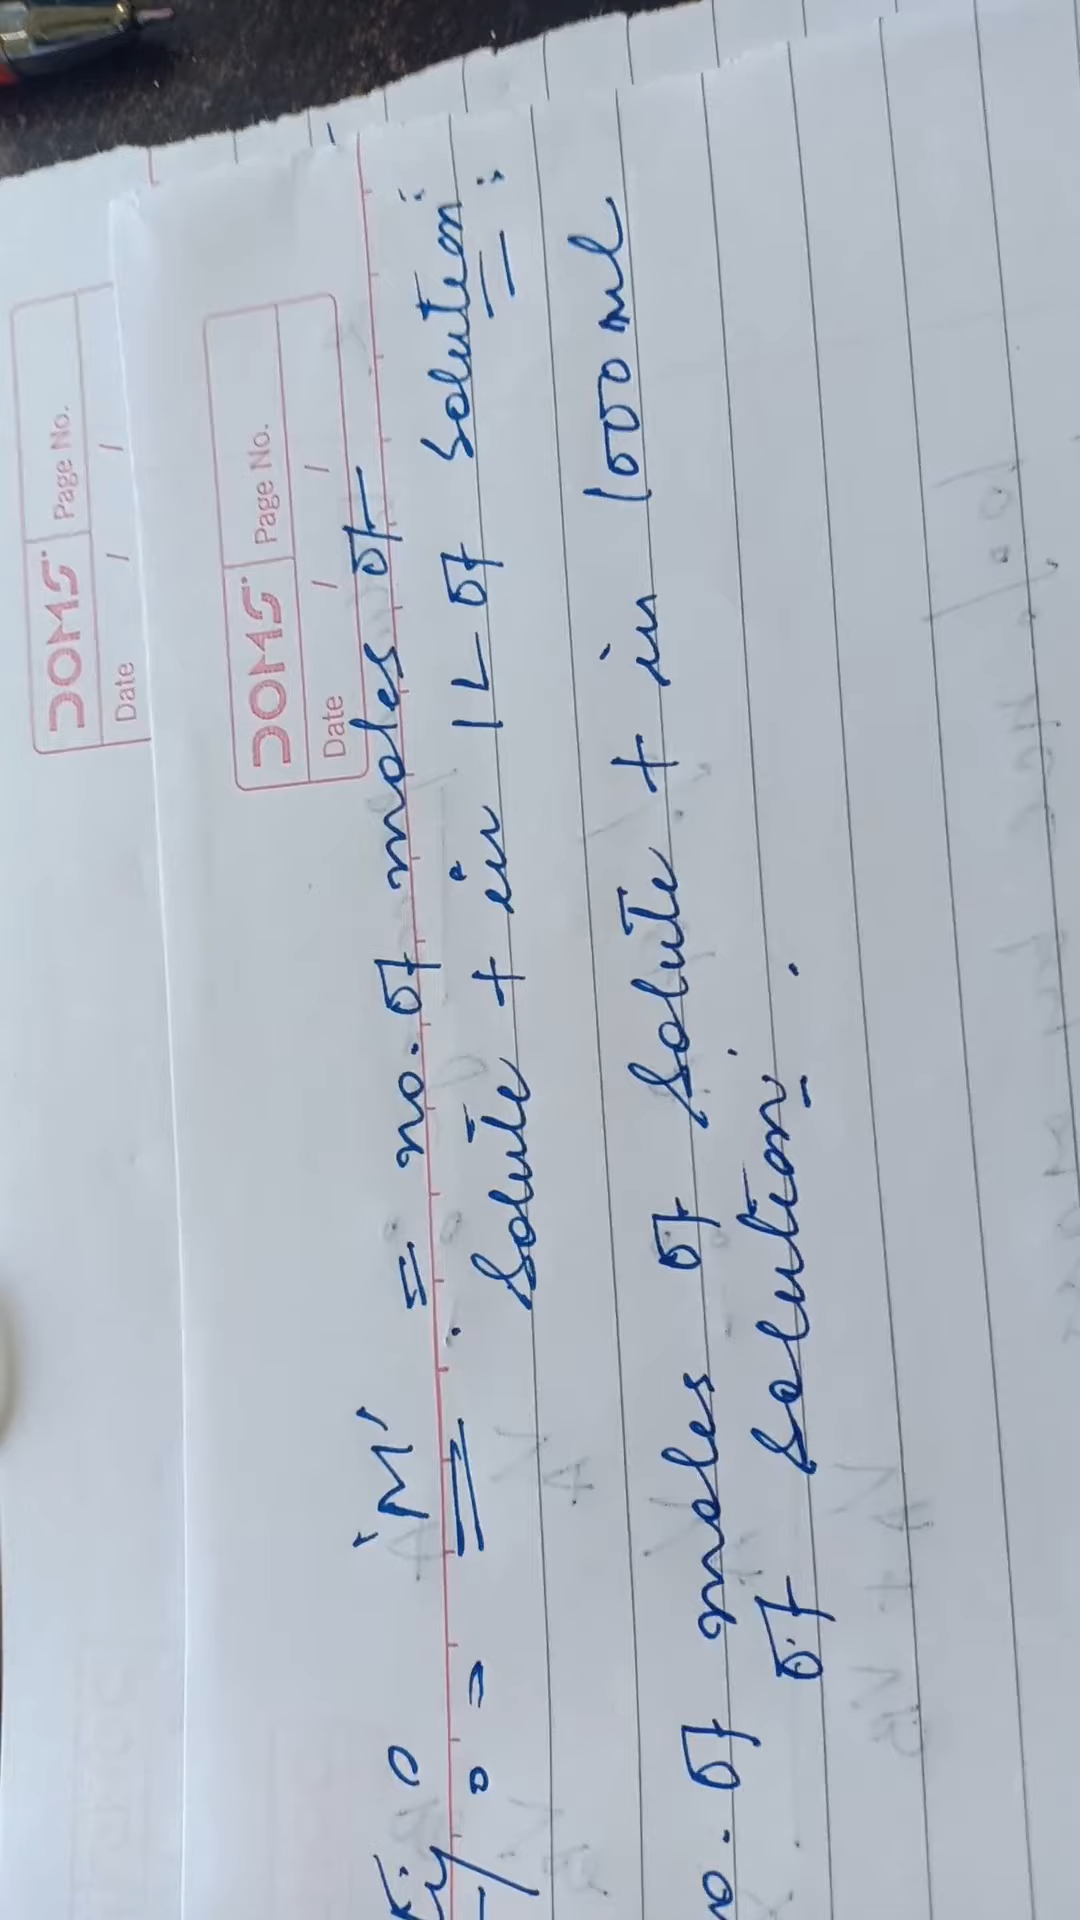 DOMS Page No.
Date / /
DOMS Page No.
Date / /
'M' = no. of moles of
solute + in 1L of solution:
no. of moles of solute + in 1000 ml
of solution.